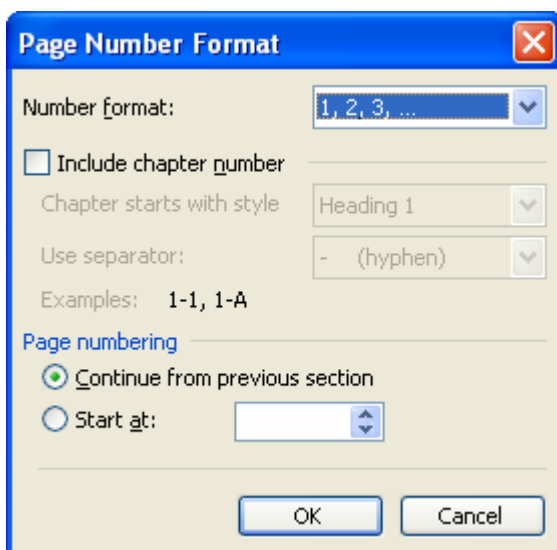 Page Number Format
Number format: 1, 2, 3, ...
Include chapter number
Chapter starts with style Heading 1
Use separator: - (hyphen)
Examples: 1-1, 1-A
Page numbering
Continue from previous section
Start at:
OK Cancel